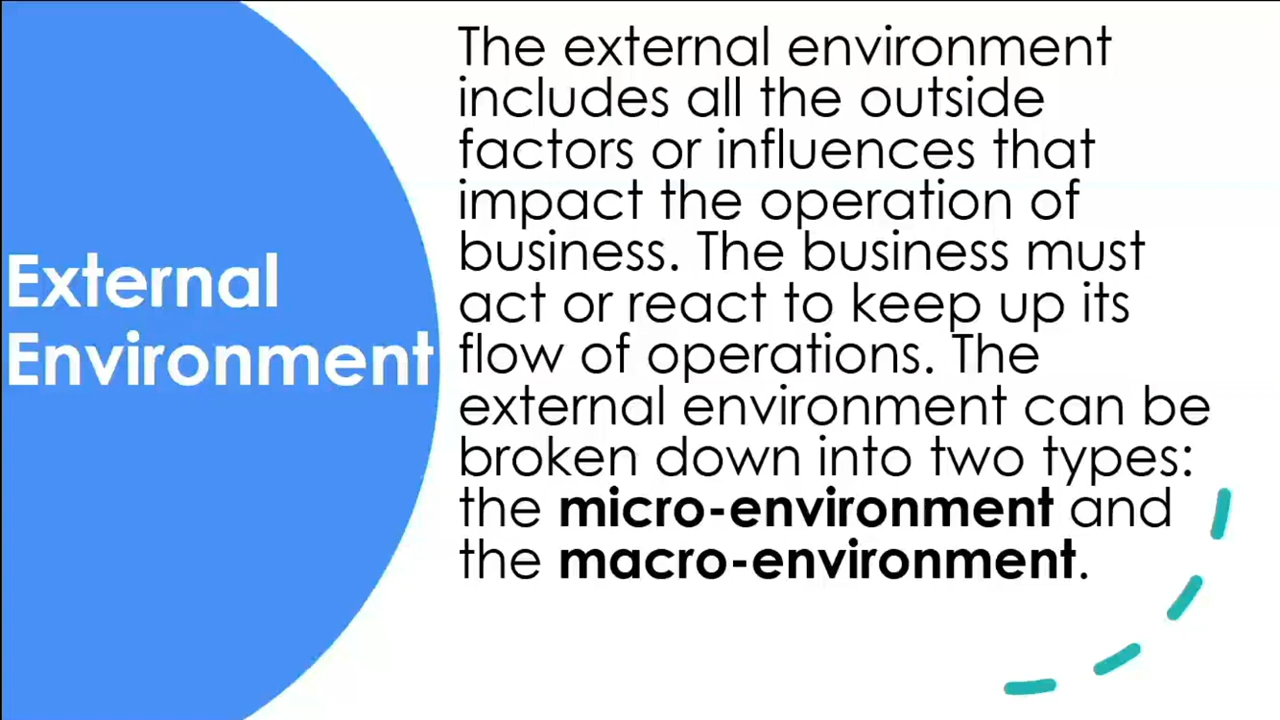 External
Environment
The external environment
includes all the outside
factors or influences that
impact the operation of
business. The business must
act or react to keep up its
flow of operations. The
external environment can be
broken down into two types:
the micro-environment and
the macro-environment.